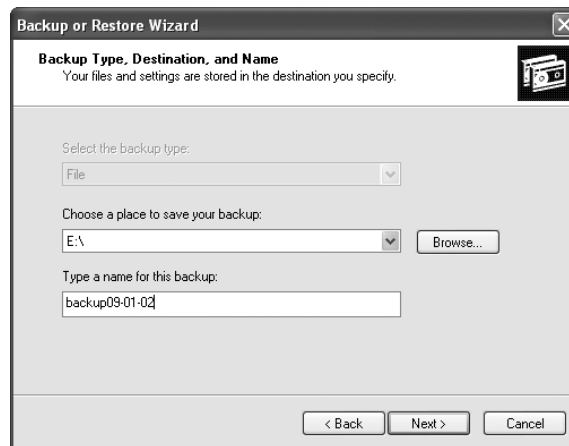 Backup or Restore Wizard
Backup Type, Destination, and Name
Your files and settings are stored in the destination you specify.
Select the backup type:
File
Choose a place to save your backup:
E:\
Browse...
Type a name for this backup:
backup09-01-02
< Back
Next >
Cancel